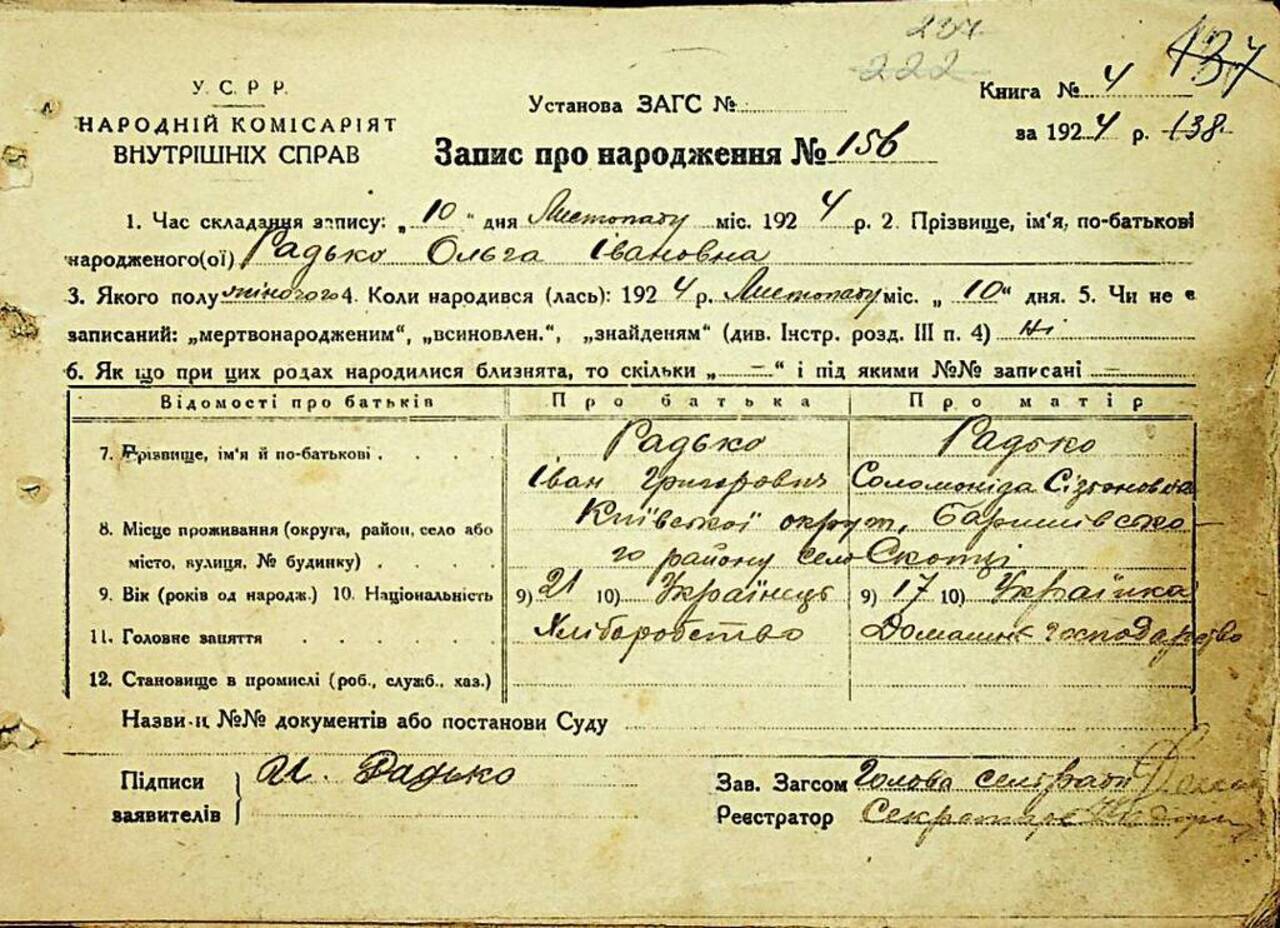 237
222
У. С. Р Р.
НАРОДНІЙ КОМІСАРІЯТ
ВНУТРІШНІХ СПРАВ
Установа ЗАГС №
Книга № 4 137
за 1924 р. 138
Запис про народження № 156
1. Час складання запису: „10“ дня Листопаду міс. 1924 р. 2. Прізвище, ім‘я, по-батькові
народженого(ої) Радько Ольга Івановна
3. Якого полу жіночого 4. Коли народився (лась): 1924 р. Листопаду міс. „10“ дня. 5. Чи не є
записаний: „мертвонародженим“, „всиновлен.“, „знайденям“ (див. Інстр. розд. III п. 4) Ні
6. Як що при цих родах народилися близнята, то скільки „—“ і під якими №№ записані —
Відомості про батьків Про батька Про матір
7. Прізвище, ім'я й по-батькові . . . . Радько Радько
Іван Григорович Соломоніда
8. Місце проживання (округа, район, село або Київської округи, Баришівсько-
місто, вулиця, № будинку) . . . . го району село Скотці
9. Вік (років од народж.) 10. Національність 9) 21 10) Українець 9) 17 10) Українка
11. Головне заняття . . . . . Хліборобство Домашнє господарство
12. Становище в промислі (роб., служб., хаз.)
Назви и №№ документів або постанови Суду
Підписи И. Радько
заявителів
Зав. Загсом Голова сельради
Реєстратор Секретарь